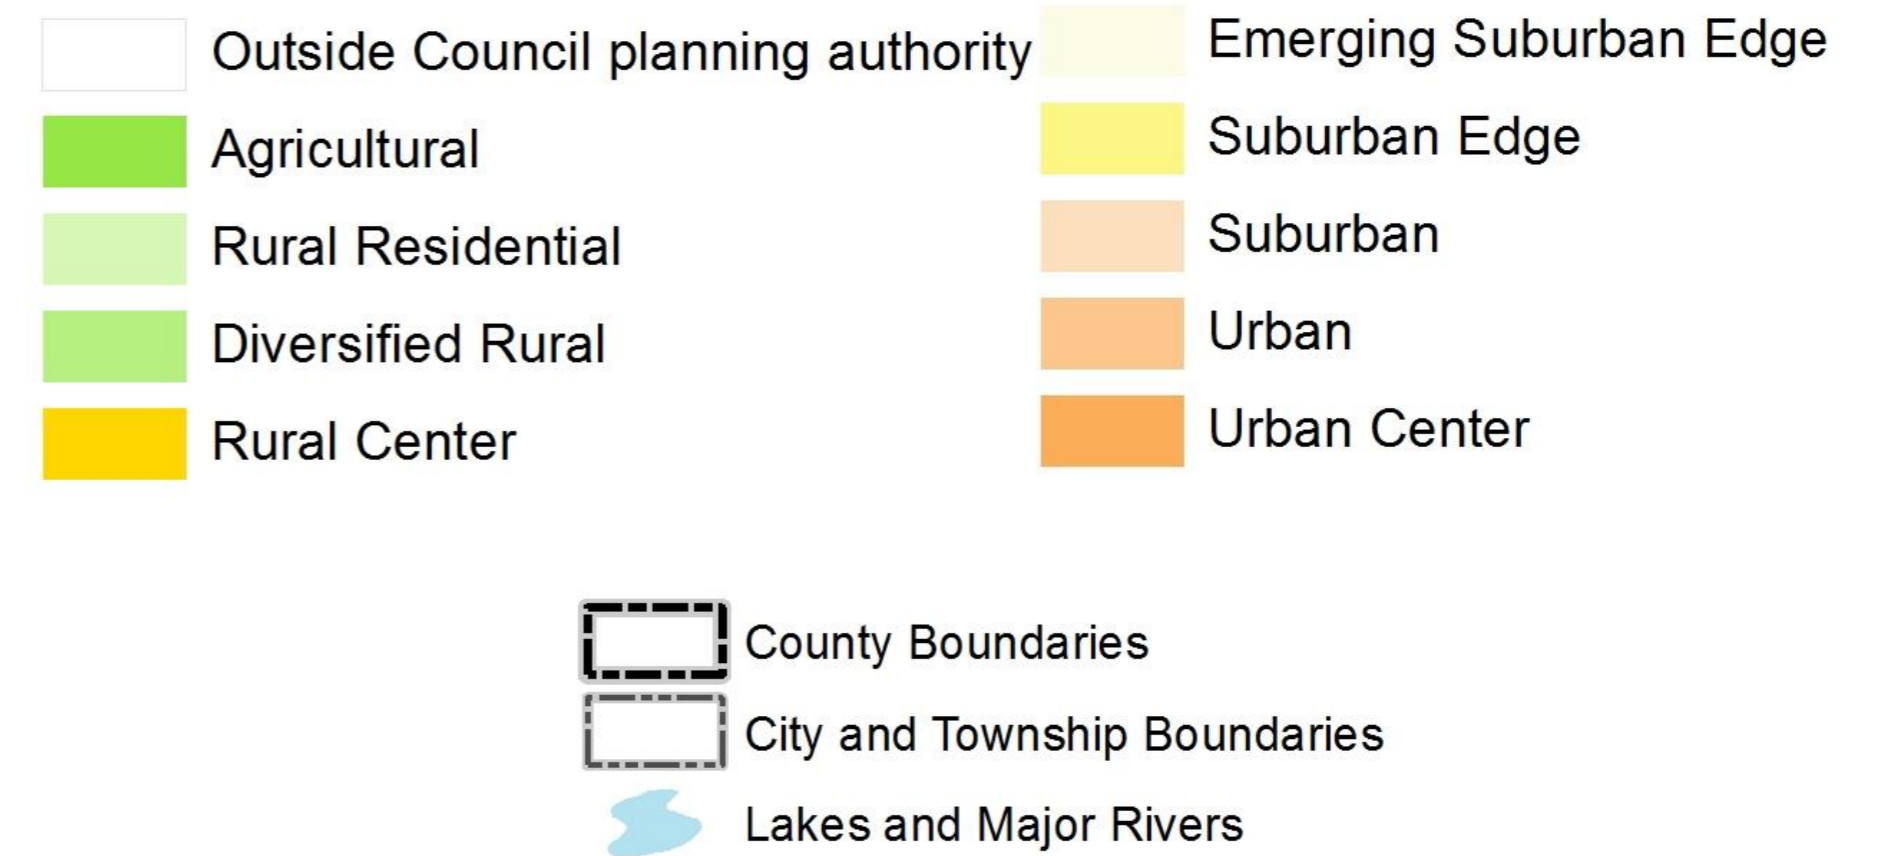 Outside Council planning authority
Agricultural
Rural Residential
Diversified Rural
Rural Center
Emerging Suburban Edge
Suburban Edge
Suburban
Urban
Urban Center
County Boundaries
City and Township Boundaries
Lakes and Major Rivers